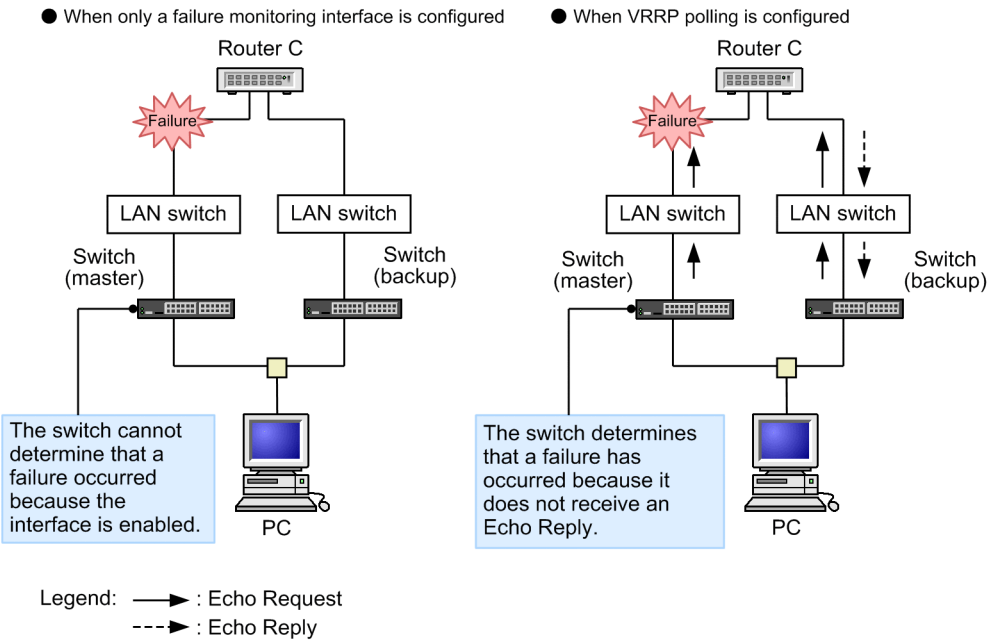 ● When only a failure monitoring interface is configured
Router C
Failure
LAN switch
LAN switch
Switch
(master)
Switch
(backup)
The switch cannot
determine that a
failure occurred
because the
interface is enabled.
PC
● When VRRP polling is configured
Router C
Failure
LAN switch
LAN switch
Switch
(master)
Switch
(backup)
The switch determines
that a failure has
occurred because it
does not receive an
Echo Reply.
PC
Legend:
: Echo Request
: Echo Reply